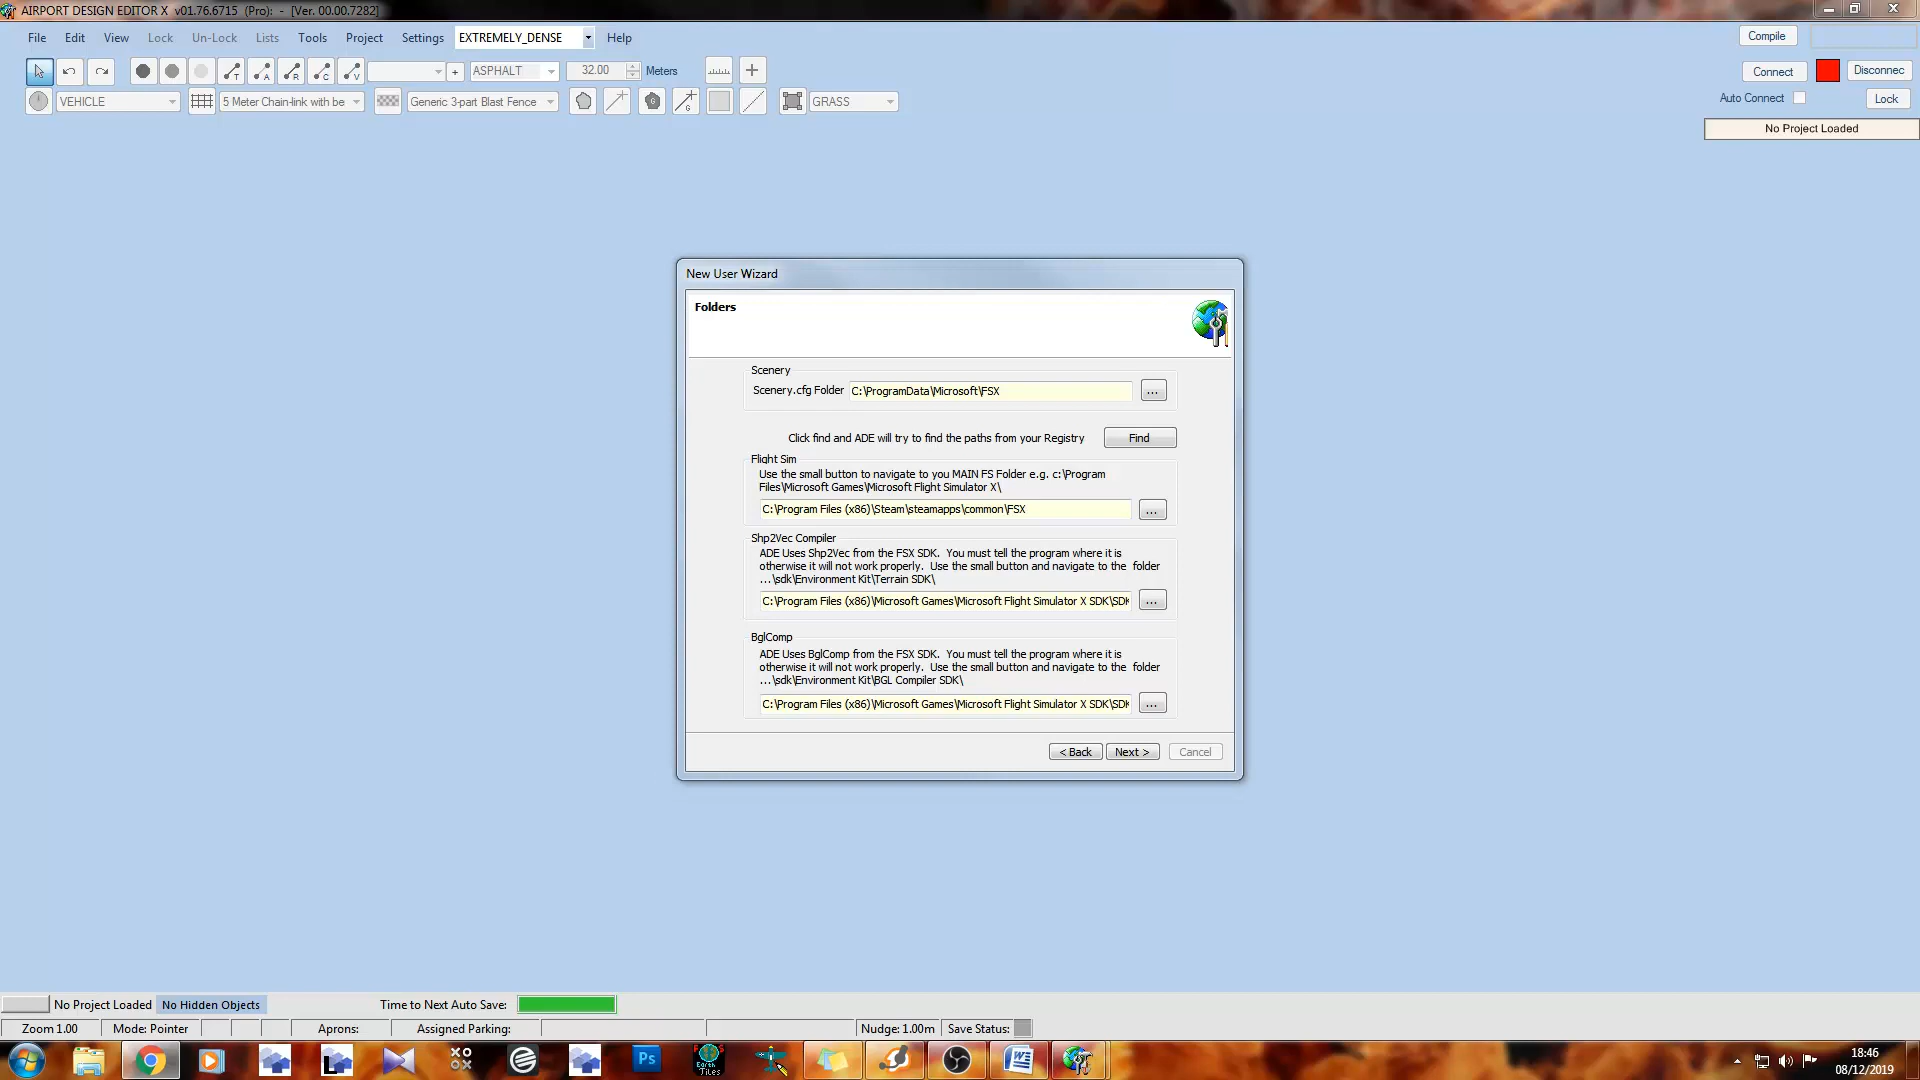 AIRPORT DESIGN EDITOR X v01.76.6715 (Pro): - [Ver. 00.00.7282]
File Edit View Lock Un-Lock Lists Tools Project Settings EXTREMELY_DENSE Help
Compile
T A R C V + ASPHALT 32.00 Meters
Connect Disconnec
VEHICLE 5 Meter Chain-link with be Generic 3-part Blast Fence G G GRASS
Auto Connect Lock
No Project Loaded
New User Wizard
Folders
Scenery
Scenery.cfg Folder C:\ProgramData\Microsoft\FSX ...
Click find and ADE will try to find the paths from your Registry Find
Flight Sim
Use the small button to navigate to you MAIN FS Folder e.g. c:\Program
Files\Microsoft Games\Microsoft Flight Simulator X\
C:\Program Files (x86)\Steam\steamapps\common\FSX ...
Shp2Vec Compiler
ADE Uses Shp2Vec from the FSX SDK. You must tell the program where it is
otherwise it will not work properly. Use the small button and navigate to the folder
...\sdk\Environment Kit\Terrain SDK\
C:\Program Files (x86)\Microsoft Games\Microsoft Flight Simulator X SDK\SDK ...
BglComp
ADE Uses BglComp from the FSX SDK. You must tell the program where it is
otherwise it will not work properly. Use the small button and navigate to the folder
...\sdk\Environment Kit\BGL Compiler SDK\
C:\Program Files (x86)\Microsoft Games\Microsoft Flight Simulator X SDK\SDK ...
< Back Next > Cancel
No Project Loaded No Hidden Objects Time to Next Auto Save:
Zoom 1.00 Mode: Pointer Aprons: Assigned Parking: Nudge: 1.00m Save Status:
L Ps Earth Tiles W
18:46
08/12/2019